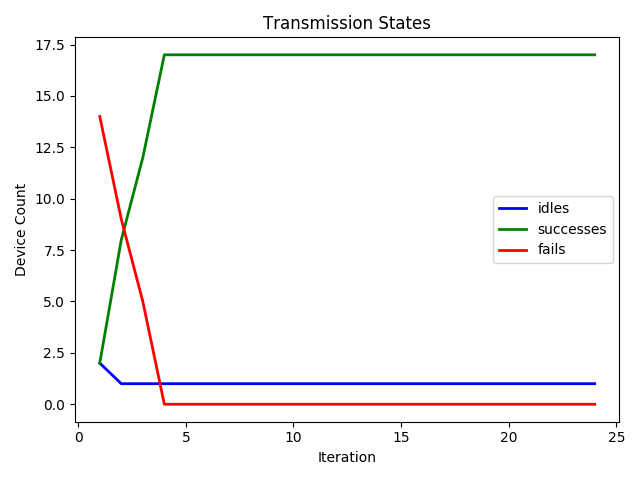 Transmission States
17.5
15.0
12.5
10.0
7.5
5.0
2.5
0.0
Device Count
idles
successes
fails
0 5 10 15 20 25
Iteration